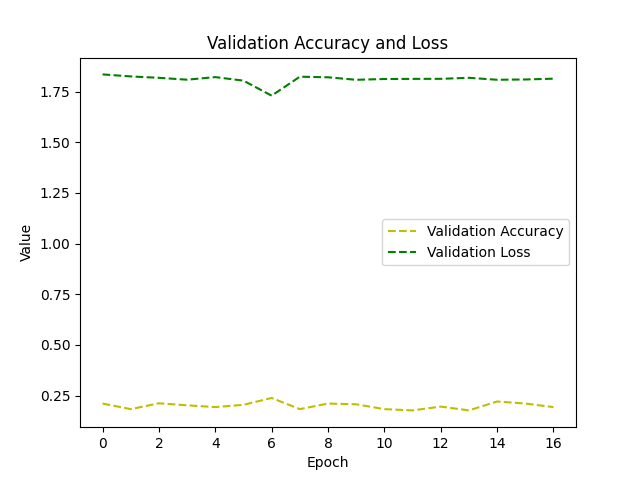 Validation Accuracy and Loss
1.75
1.50
1.25
1.00
0.75
0.50
0.25
Value
Validation Accuracy
Validation Loss
0 2 4 6 8 10 12 14 16
Epoch